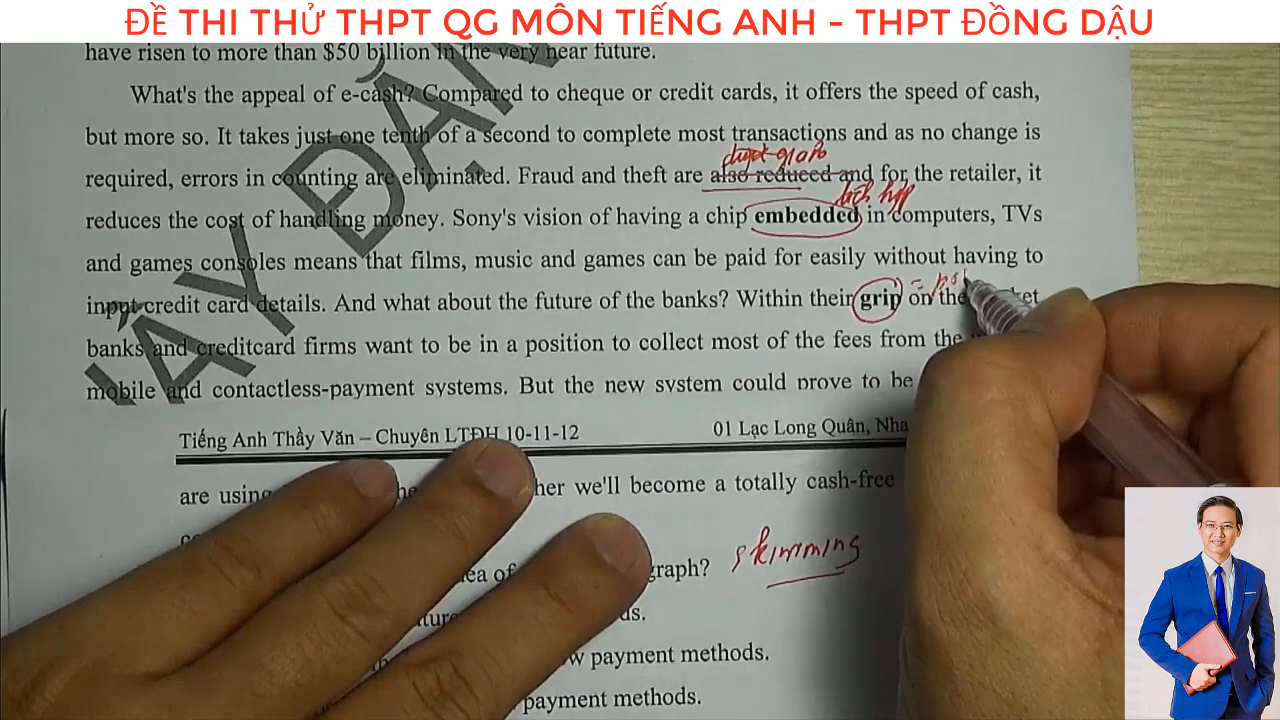 ĐỀ THI THỬ THPT QG MÔN TIẾNG ANH - THPT ĐỒNG DẬU
have risen to more than $50 billion in the very near future.
What's the appeal of e-cash? Compared to cheque or credit cards, it offers the speed of cash,
but more so. It takes just one tenth of a second to complete most transactions and as no change is
required, errors in counting are eliminated. Fraud and theft are also reduced and for the retailer, it
reduces the cost of handling money. Sony's vision of having a chip embedded in computers, TVs
tích hợp
and games consoles means that films, music and games can be paid for easily without having to
input credit card details. And what about the future of the banks? Within their grip on the
banks and creditcard firms want to be in a position to collect most of the fees from the
mobile and contactless-payment systems. But the new system could prove to be
Tiếng Anh Thầy Văn – Chuyên LTĐH 10-11-12 01 Lạc Long Quân, Nha
are using we'll become a totally cash-free
of skimming
payment methods.
payment methods.